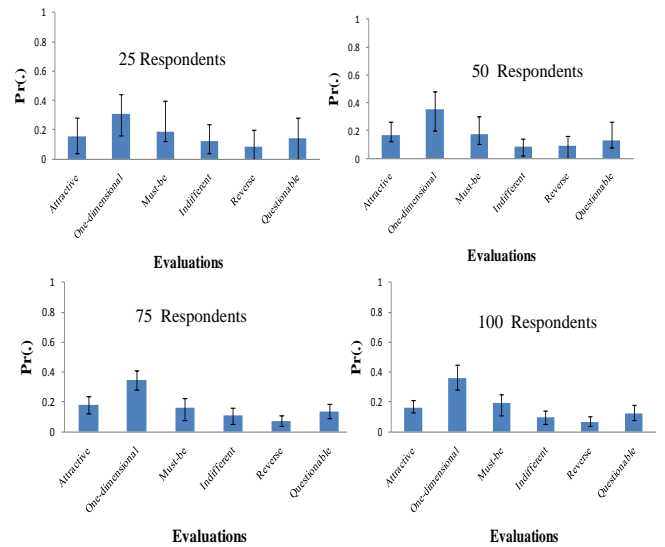 1
0.8
0.6
0.4
0.2
0
Pr(.)
25 Respondents
Attractive
One-dimensional
Must-be
Indifferent
Reverse
Questionable
Evaluations
1
0.8
0.6
0.4
0.2
0
Pr(.)
50 Respondents
Attractive
One-dimensional
Must-be
Indifferent
Reverse
Questionable
Evaluations
1
0.8
0.6
0.4
0.2
0
Pr(.)
75 Respondents
Attractive
One-dimensional
Must-be
Indifferent
Reverse
Questionable
Evaluations
1
0.8
0.6
0.4
0.2
0
Pr(.)
100 Respondents
Attractive
One-dimensional
Must-be
Indifferent
Reverse
Questionable
Evaluations